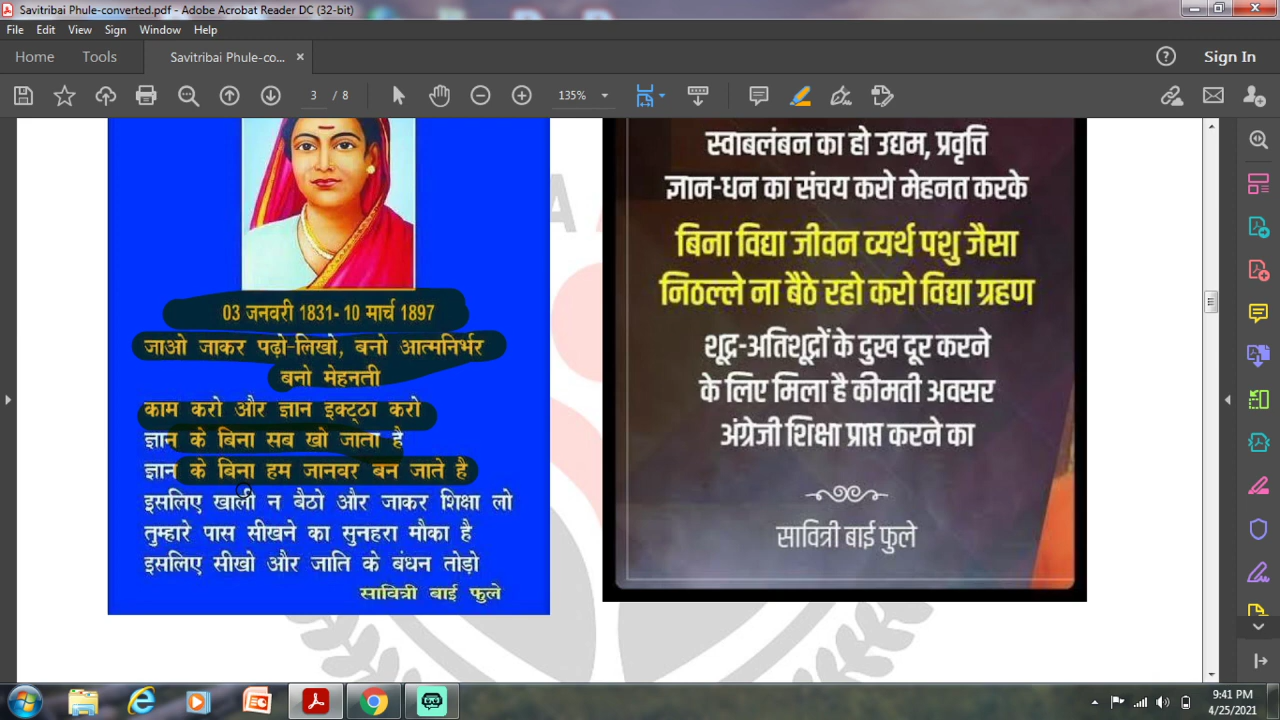 Savitribai Phule-converted.pdf - Adobe Acrobat Reader DC (32-bit)
File Edit View Sign Window Help
Home Tools Savitribai Phule-co... × Sign In
3 / 8 135%
03 जनवरी 1831- 10 मार्च 1897
जाओ जाकर पढ़ो-लिखो, बनो आत्मनिर्भर
बनो मेहनती
काम करो और ज्ञान इक्ट्ठा करो
ज्ञान के बिना सब खो जाता है
ज्ञान के बिना हम जानवर बन जाते है
इसलिए खाली न बैठो और जाकर शिक्षा लो
तुम्हारे पास सीखने का सुनहरा मौका है
इसलिए सीखो और जाति के बंधन तोड़ो
सावित्री बाई फुले
स्वाबलंबन का हो उद्यम, प्रवृत्ति
ज्ञान-धन का संचय करो मेहनत करके
बिना विद्या जीवन व्यर्थ पशु जैसा
निठल्ले ना बैठे रहो करो विद्या ग्रहण
शूद्र-अतिशूद्रों के दुख दूर करने
के लिए मिला है कीमती अवसर
अंग्रेजी शिक्षा प्राप्त करने का
सावित्री बाई फुले
A
9:41 PM
4/25/2021